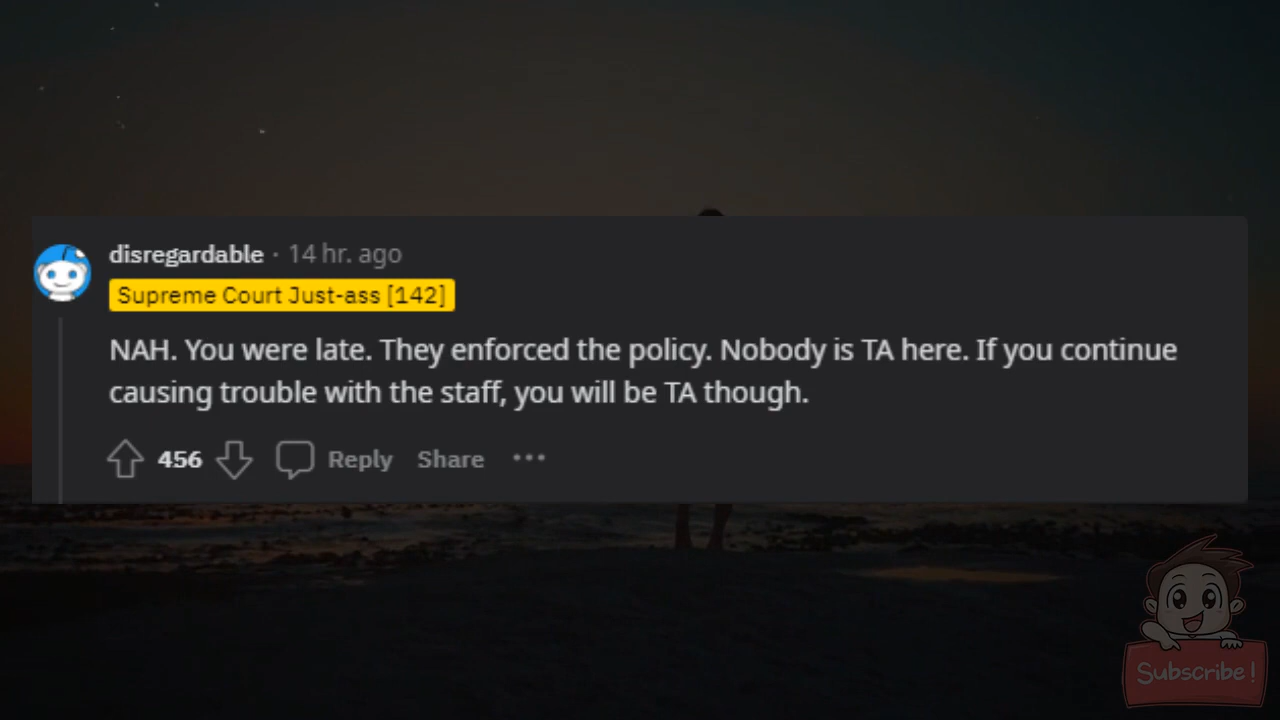 disregardable · 14 hr. ago
Supreme Court Just-ass [142]
NAH. You were late. They enforced the policy. Nobody is TA here. If you continue
causing trouble with the staff, you will be TA though.
456 Reply Share ···
Subscribe!